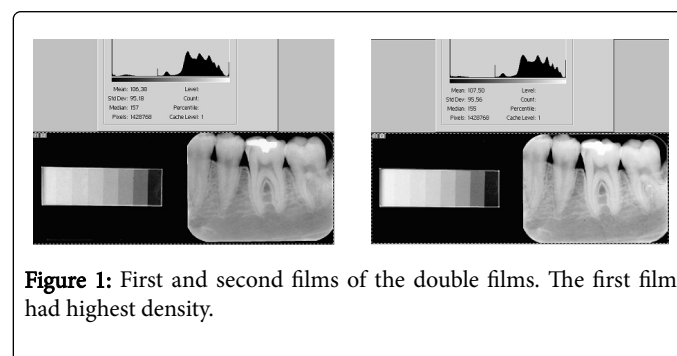 Mean: 106,38 Level:
Std Dev: 95,18 Count:
Median: 157 Percentile:
Pixels: 1428768 Cache Level: 1
Mean: 107,50 Level:
Std Dev: 95,56 Count:
Median: 155 Percentile:
Pixels: 1428768 Cache Level: 1
Figure 1: First and second films of the double films. The first film
had highest density.